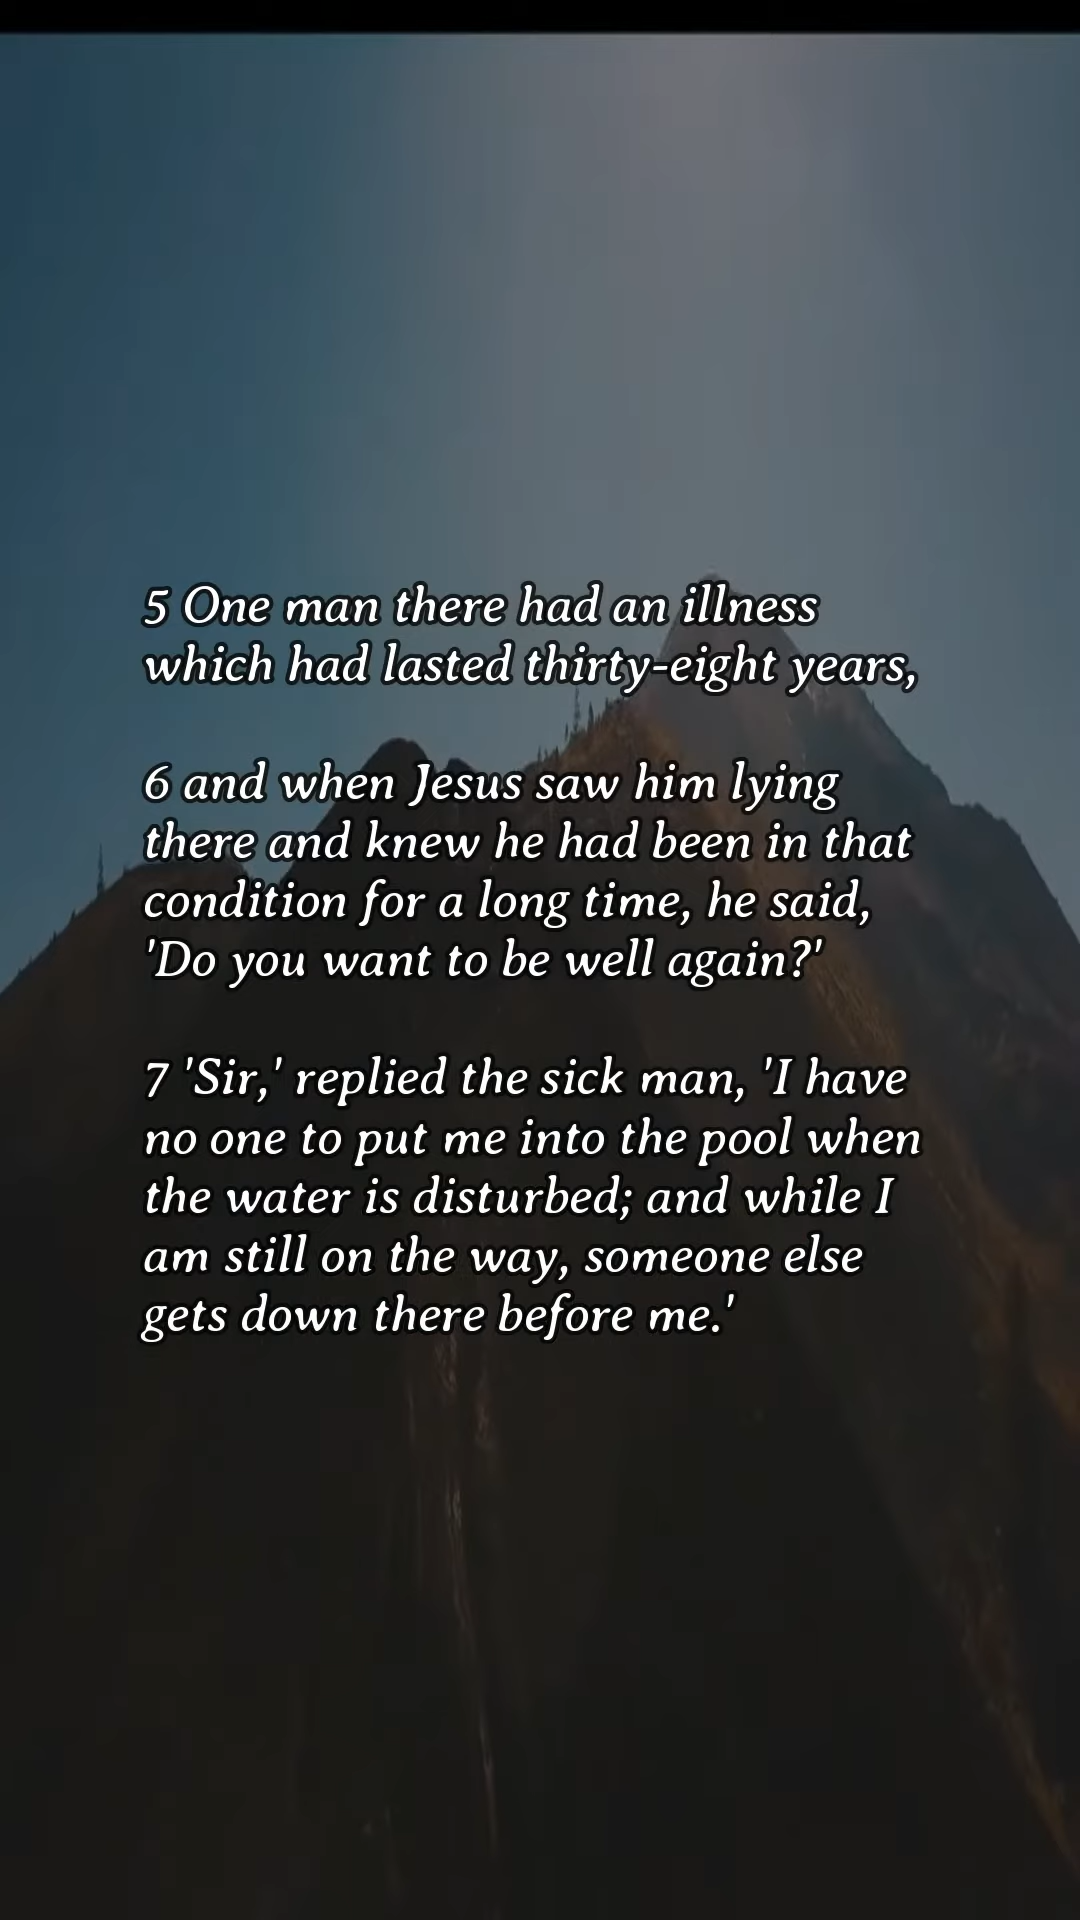 5 One man there had an illness
which had lasted thirty-eight years,
6 and when Jesus saw him lying
there and knew he had been in that
condition for a long time, he said,
'Do you want to be well again?'
7 'Sir,' replied the sick man, 'I have
no one to put me into the pool when
the water is disturbed; and while I
am still on the way, someone else
gets down there before me.'